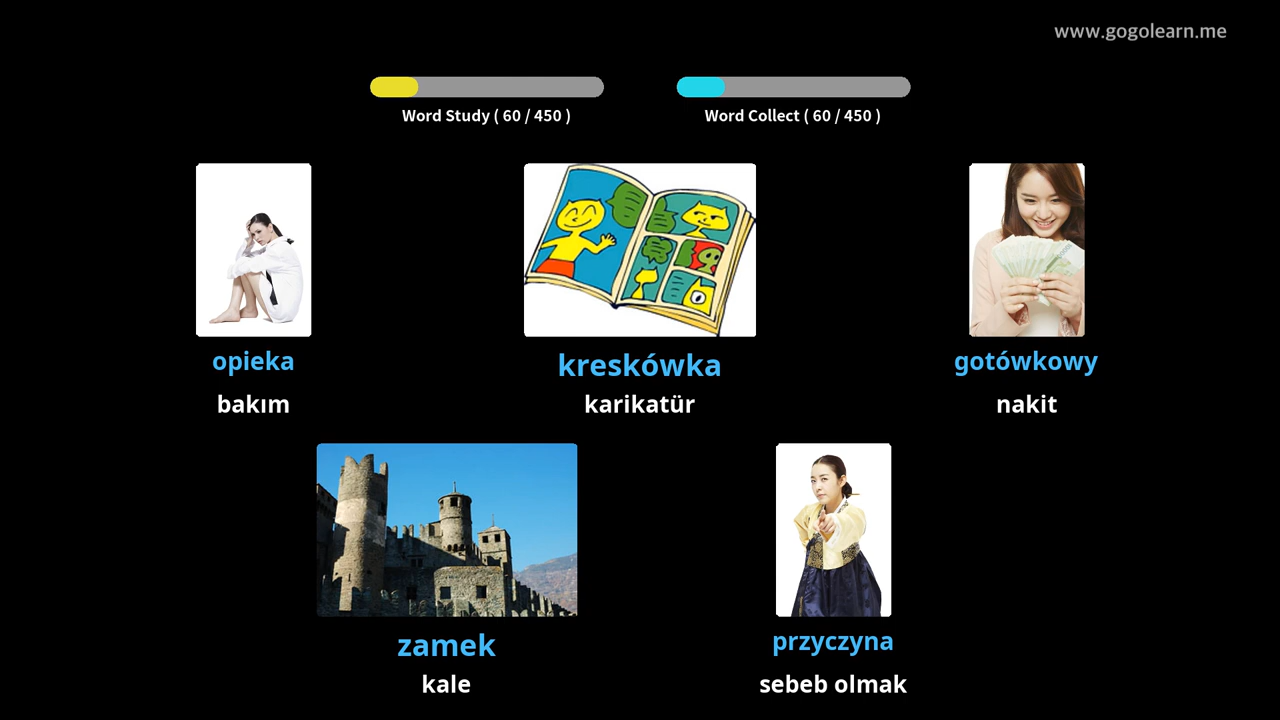 www.gogolearn.me
Word Study ( 60 / 450 )
Word Collect ( 60 / 450 )
opieka
kreskówka
gotówkowy
bakım
karikatür
nakit
zamek
przyczyna
kale
sebeb olmak